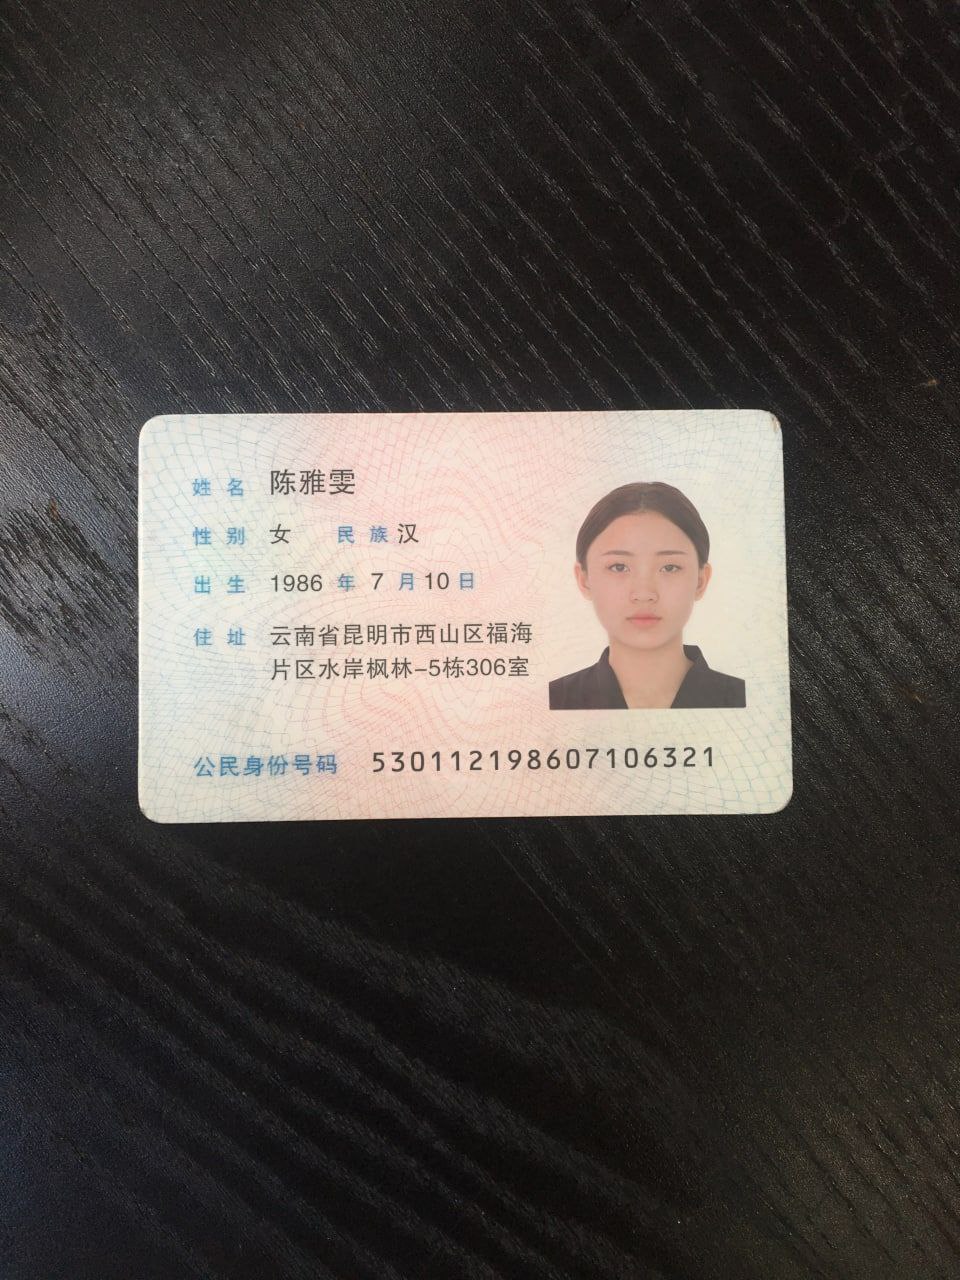 姓名 陈雅雯
性别 女 民族 汉
出生 1986 年 7 月 10 日
住址 云南省昆明市西山区福海
片区水岸枫林-5栋306室
公民身份号码 530112198607106321